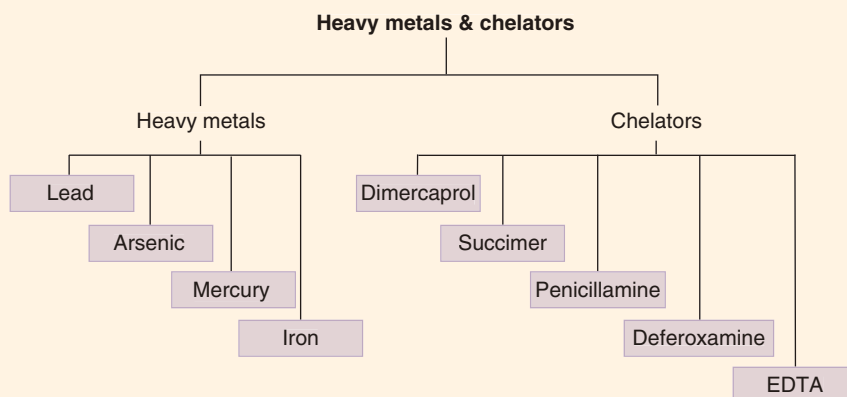 Heavy metals & chelators
Heavy metals
Chelators
Lead
Arsenic
Mercury
Iron
Dimercaprol
Succimer
Penicillamine
Deferoxamine
EDTA